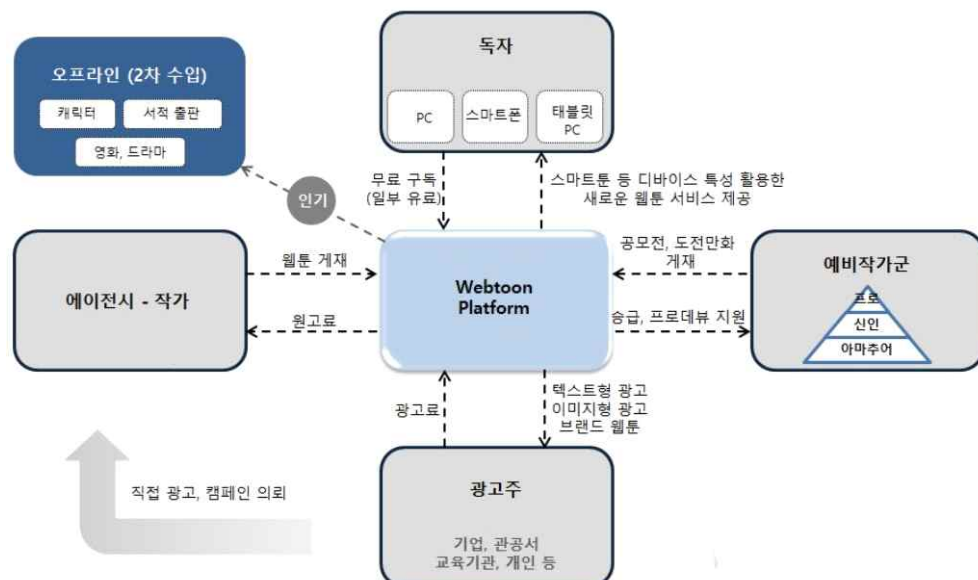 독자
PC
스마트폰
태블릿
PC
오프라인 (2차 수입)
캐릭터
서적 출판
영화, 드라마
인기
무료 구독
(일부 유료)
스마트툰 등 디바이스 특성 활용한
새로운 웹툰 서비스 제공
에이전시 - 작가
웹툰 게재
원고료
Webtoon
Platform
공모전, 도전만화
게재
승급, 프로데뷰 지원
예비작가군
프로
신인
아마추어
광고료
텍스트형 광고
이미지형 광고
브랜드 웹툰
직접 광고, 캠페인 의뢰
광고주
기업, 관공서
교육기관, 개인 등